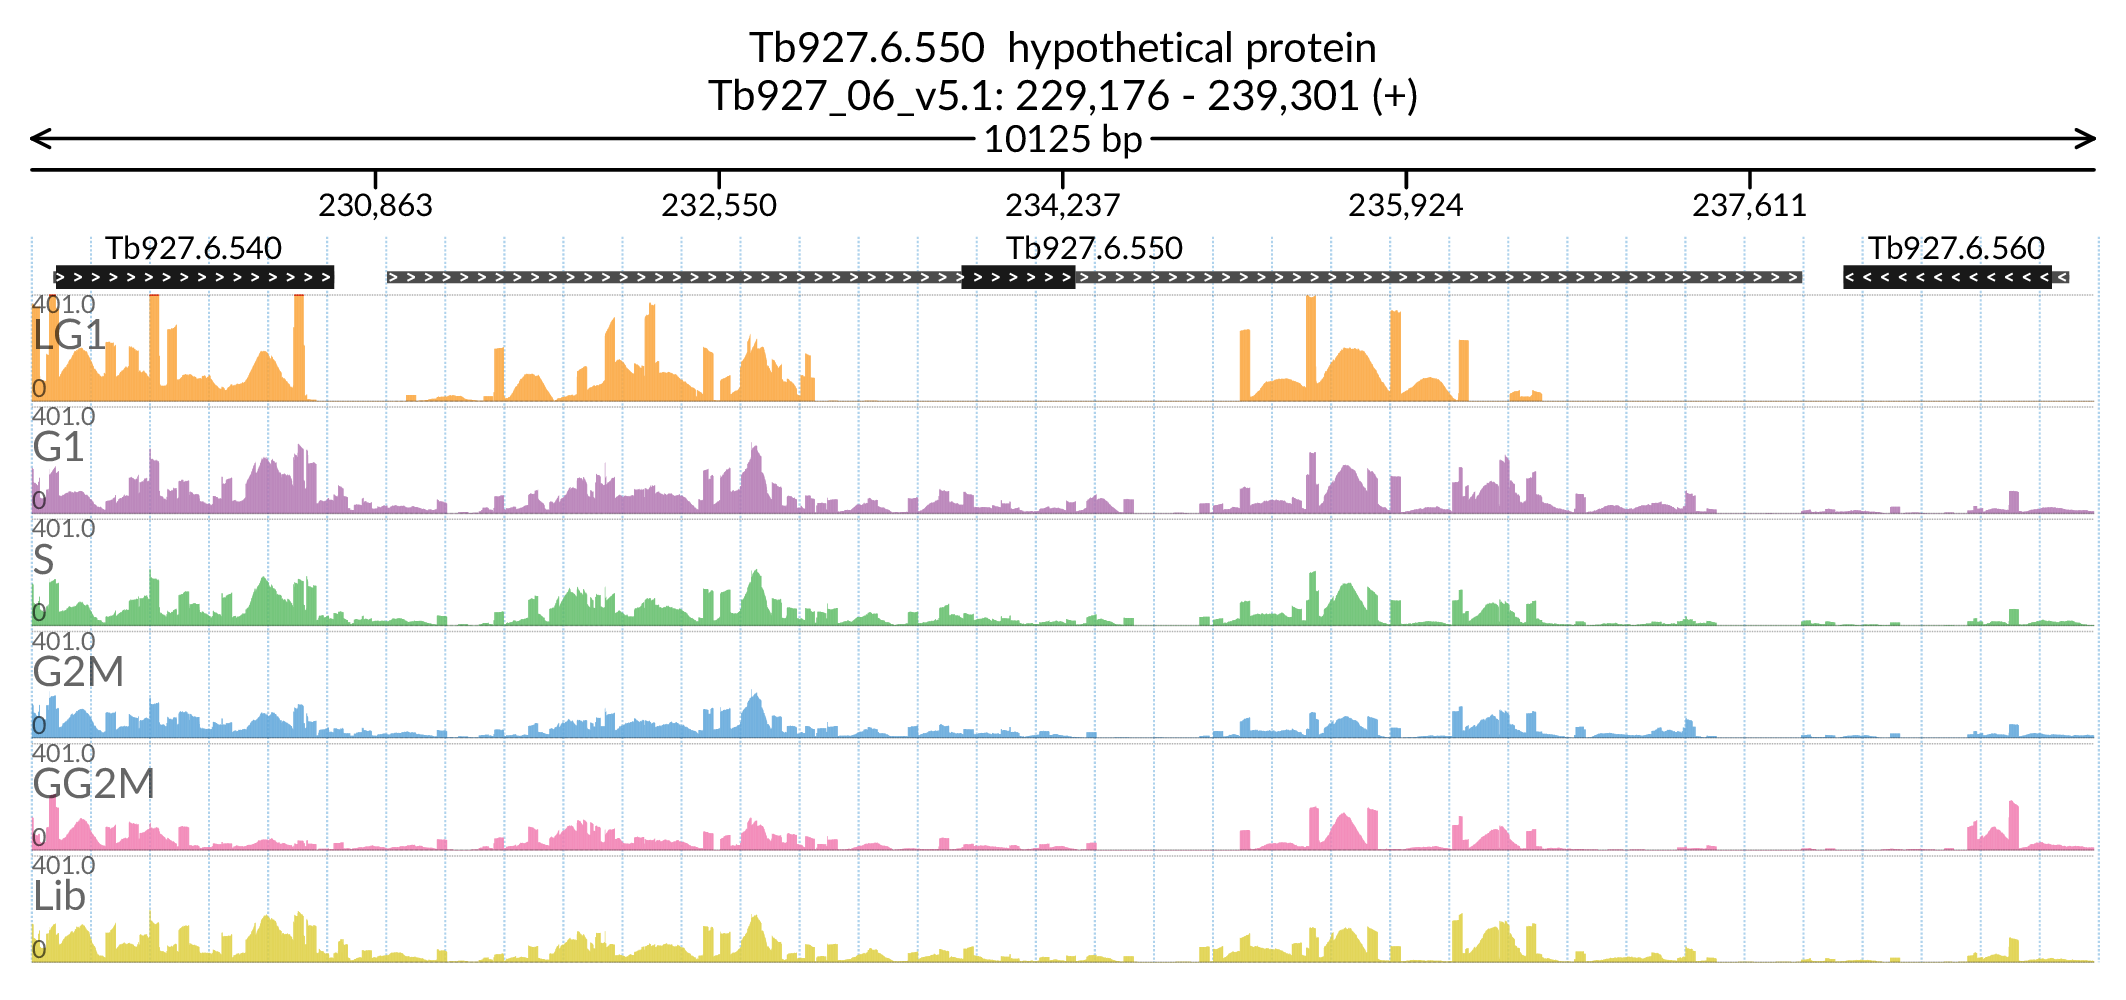 Tb927.6.550 hypothetical protein
Tb927_06_v5.1: 229,176 - 239,301 (+)
10125 bp
230,863 232,550 234,237 235,924 237,611
Tb927.6.540 Tb927.6.550 Tb927.6.560
401.0
LG1
0
401.0
G1
0
401.0
S
0
401.0
G2M
0
401.0
GG2M
0
401.0
Lib
0